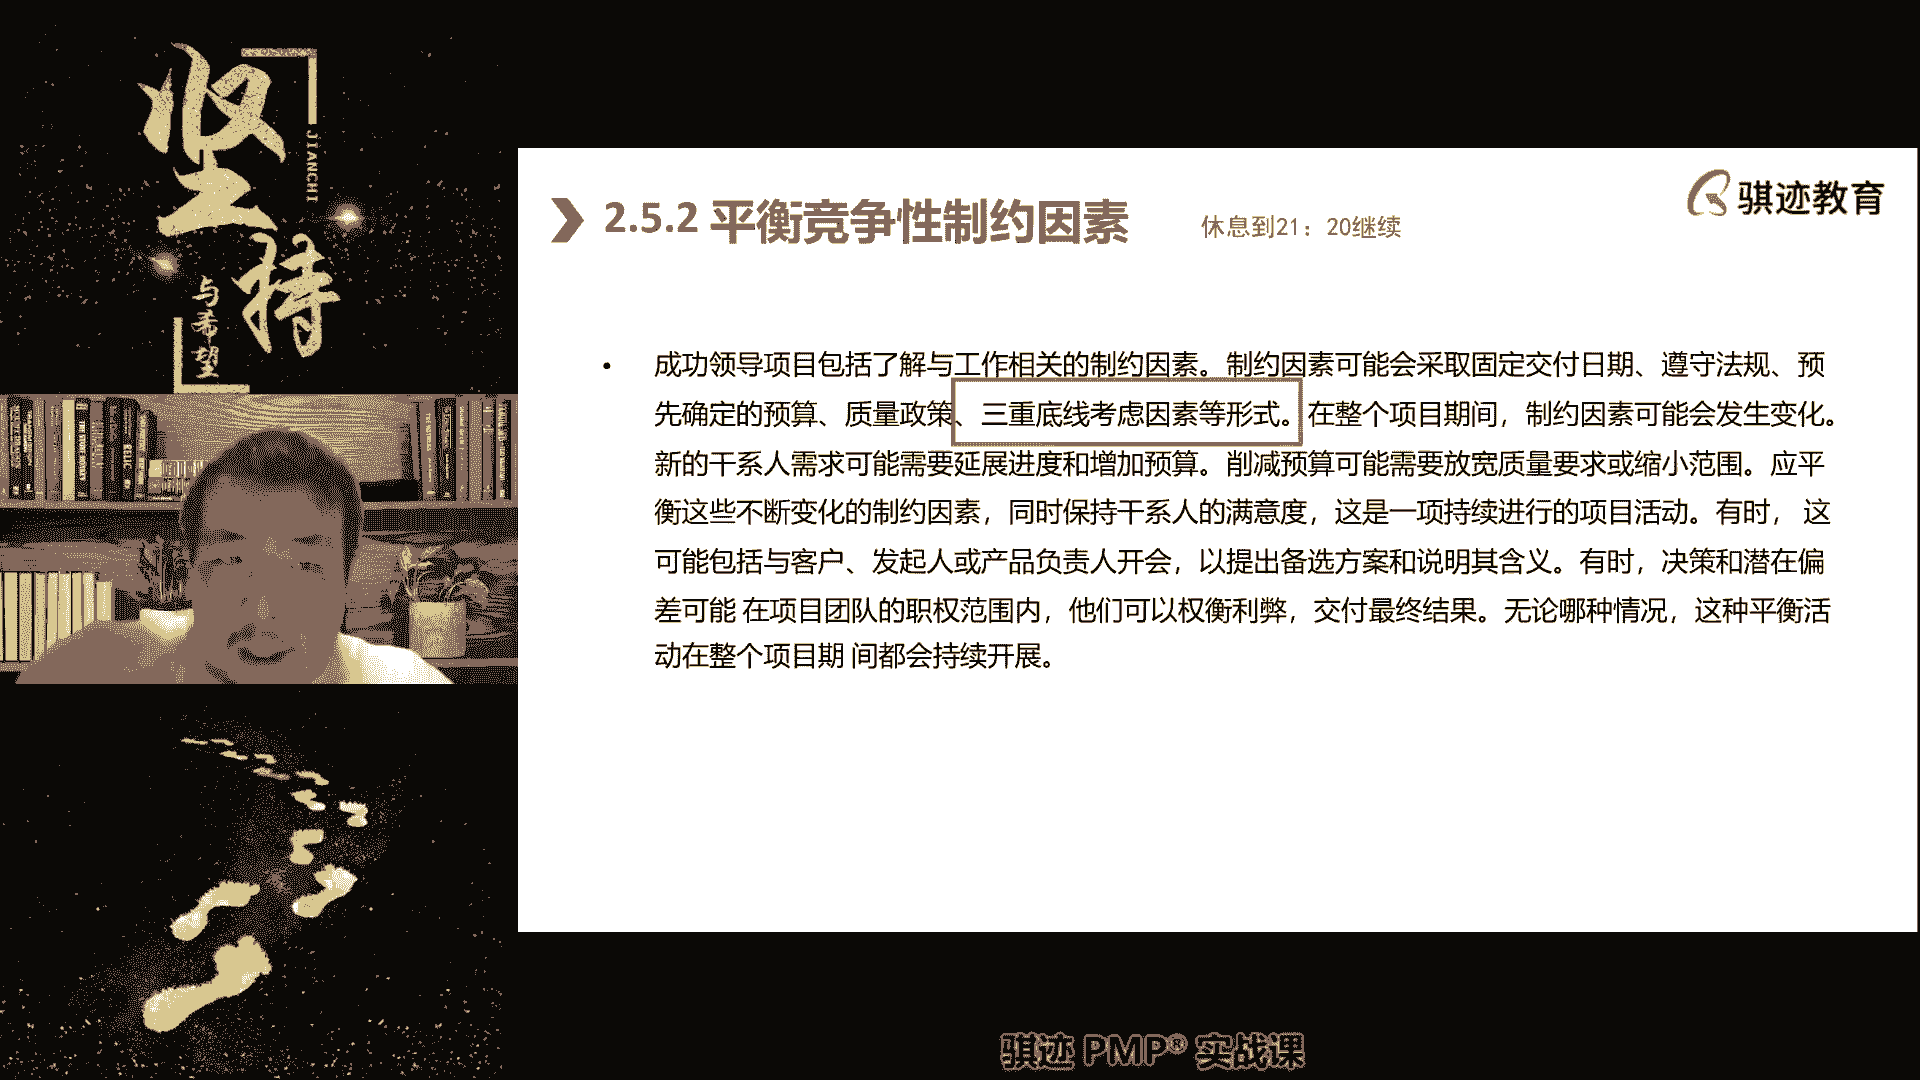 坚持
JIANCHI
与希望
2.5.2 平衡竞争性制约因素
休息到21：20继续
骐迹教育
• 成功领导项目包括了解与工作相关的制约因素。制约因素可能会采取固定交付日期、遵守法规、预
先确定的预算、质量政策、三重底线考虑因素等形式。在整个项目期间，制约因素可能会发生变化。
新的干系人需求可能需要延展进度和增加预算。削减预算可能需要放宽质量要求或缩小范围。应平
衡这些不断变化的制约因素，同时保持干系人的满意度，这是一项持续进行的项目活动。有时， 这
可能包括与客户、发起人或产品负责人开会，以提出备选方案和说明其含义。有时，决策和潜在偏
差可能 在项目团队的职权范围内，他们可以权衡利弊，交付最终结果。无论哪种情况，这种平衡活
动在整个项目期 间都会持续开展。
骐迹 PMP® 实战课